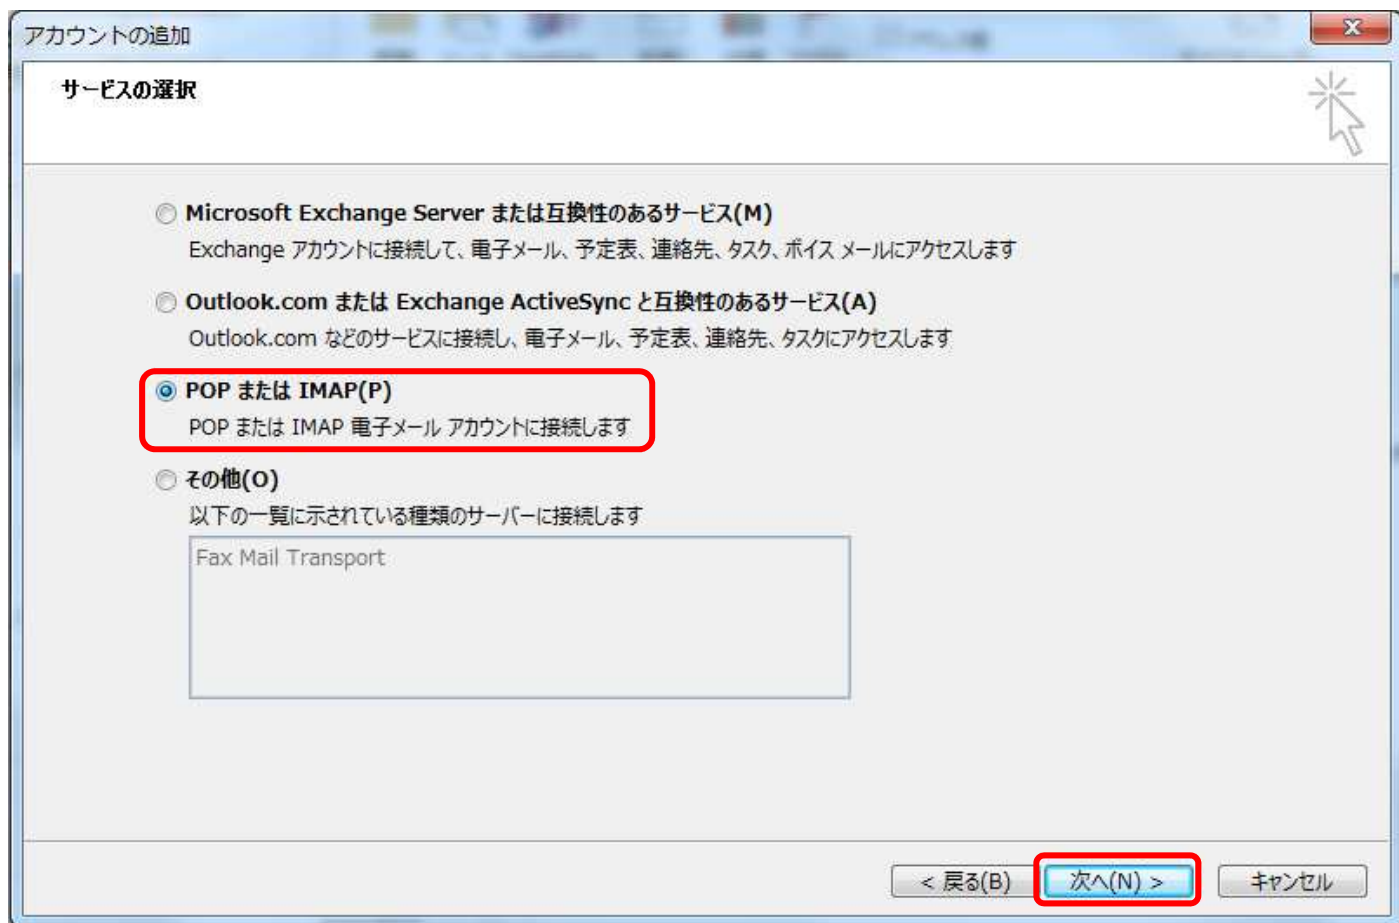 アカウントの追加
サービスの選択
Microsoft Exchange Server または互換性のあるサービス(M)
Exchange アカウントに接続して、電子メール、予定表、連絡先、タスク、ボイス メールにアクセスします
Outlook.com または Exchange ActiveSync と互換性のあるサービス(A)
Outlook.com などのサービスに接続し、電子メール、予定表、連絡先、タスクにアクセスします
POP または IMAP(P)
POP または IMAP 電子メール アカウントに接続します
その他(O)
以下の一覧に示されている種類のサーバーに接続します
Fax Mail Transport
< 戻る(B) 次へ(N) > キャンセル